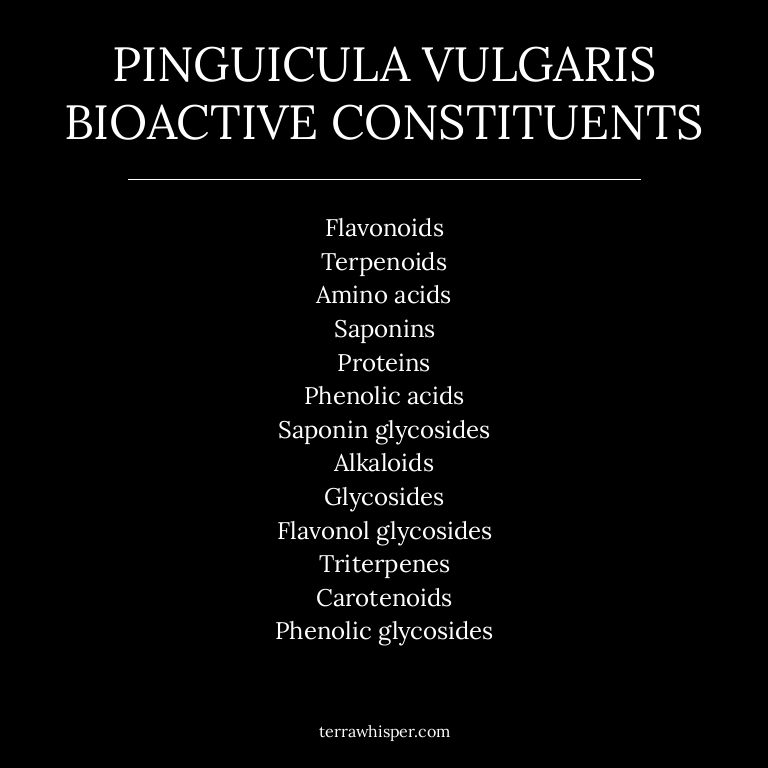 PINGUICULA VULGARIS
BIOACTIVE CONSTITUENTS
Flavonoids
Terpenoids
Amino acids
Saponins
Proteins
Phenolic acids
Saponin glycosides
Alkaloids
Glycosides
Flavonol glycosides
Triterpenes
Carotenoids
Phenolic glycosides
terrawhisper.com